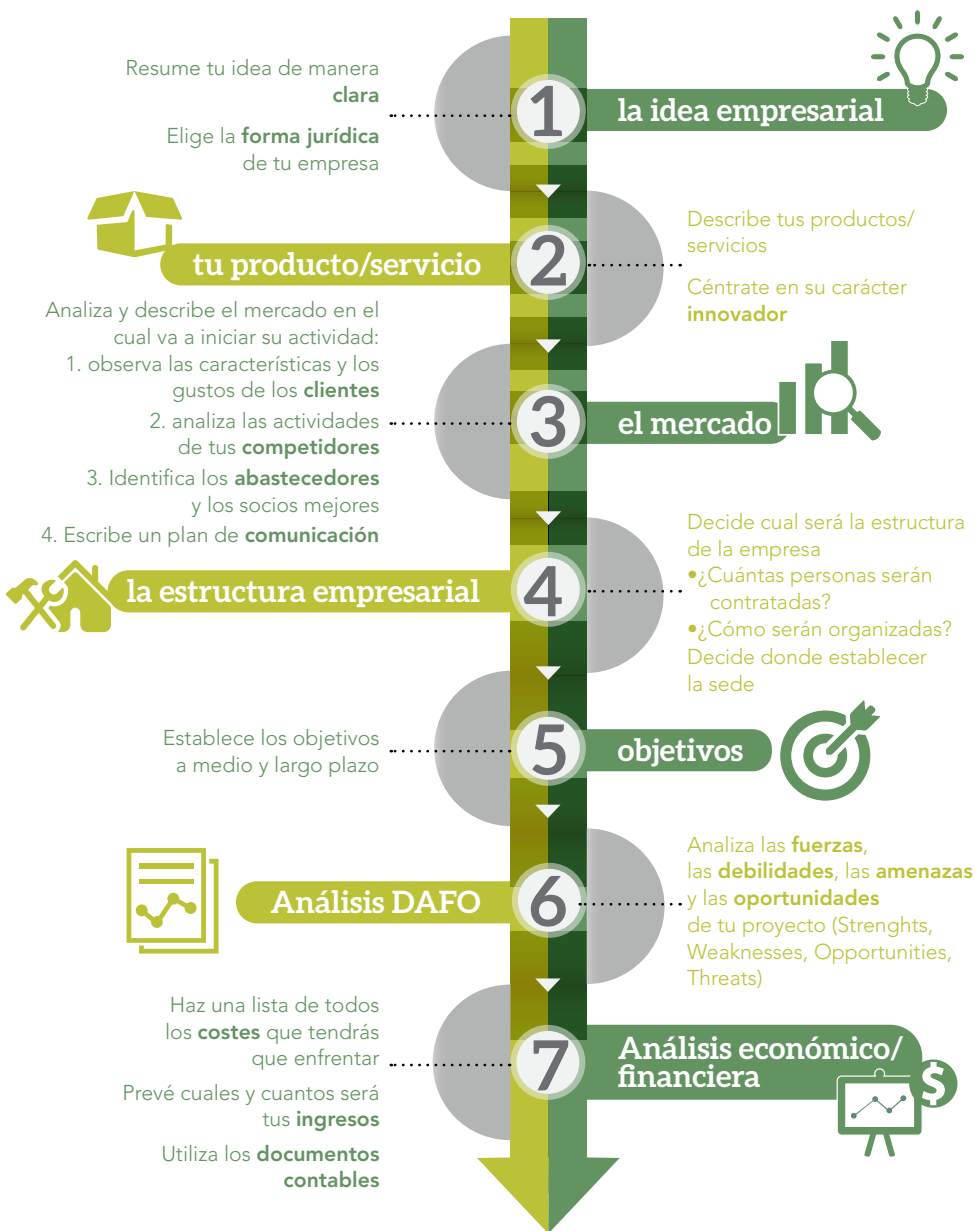 Resume tu idea de manera
clara
Elige la forma jurídica
de tu empresa
1
la idea empresarial
tu producto/servicio
2
Describe tus productos/
servicios
Céntrate en su carácter
innovador
Analiza y describe el mercado en el
cual va a iniciar su actividad:
1. observa las características y los
gustos de los clientes
2. analiza las actividades
de tus competidores
3. Identifica los abastecedores
y los socios mejores
4. Escribe un plan de comunicación
3
el mercado
la estructura empresarial
4
Decide cual será la estructura
de la empresa
•¿Cuántas personas serán
contratadas?
•¿Cómo serán organizadas?
Decide donde establecer
la sede
Establece los objetivos
a medio y largo plazo
5
objetivos
Análisis DAFO
6
Analiza las fuerzas,
las debilidades, las amenazas
y las oportunidades
de tu proyecto (Strenghts,
Weaknesses, Opportunities,
Threats)
Haz una lista de todos
los costes que tendrás
que enfrentar
Prevé cuales y cuantos será
tus ingresos
Utiliza los documentos
contables
7
Análisis económico/
financiera
$